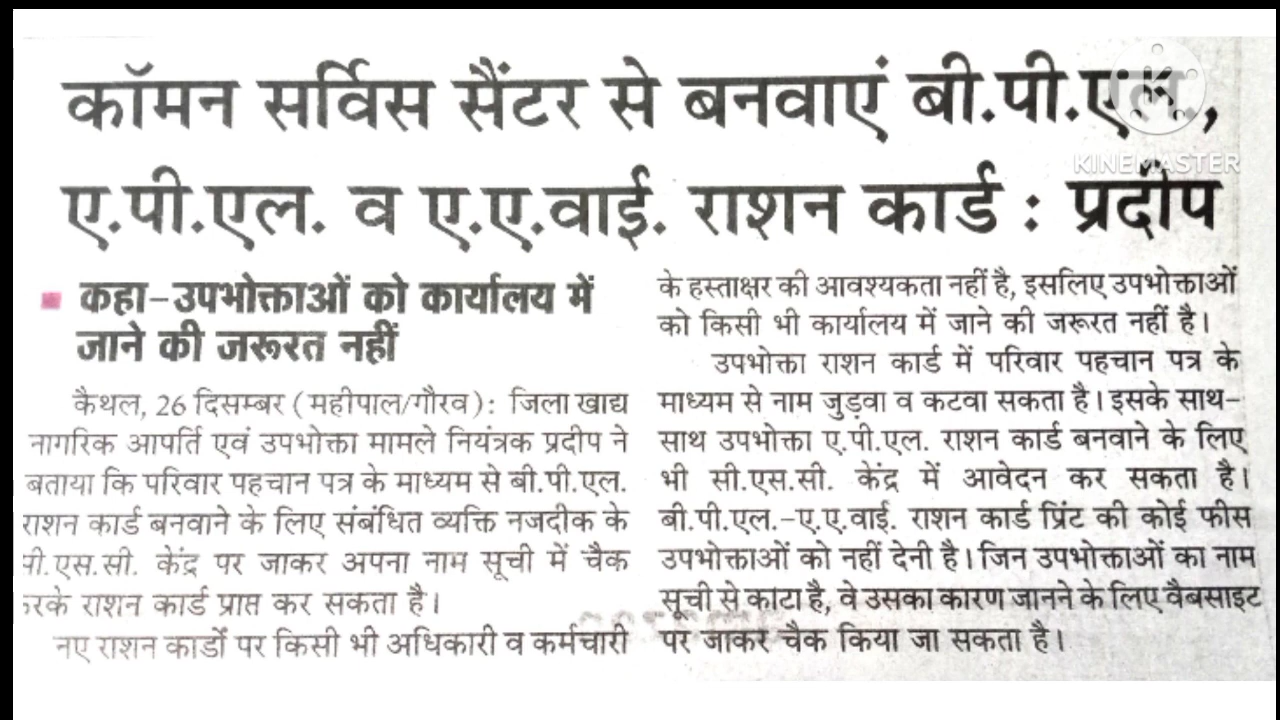 कॉमन सर्विस सैंटर से बनवाएं बी.पी.एल.,
ए.पी.एल. व ए.ए.वाई. राशन कार्ड : प्रदीप
कहा-उपभोक्ताओं को कार्यालय में
जाने की जरूरत नहीं
कैथल, 26 दिसम्बर (महीपाल/गौरव): जिला खाद्य
नागरिक आपर्ति एवं उपभोक्ता मामले नियंत्रक प्रदीप ने
बताया कि परिवार पहचान पत्र के माध्यम से बी.पी.एल.
राशन कार्ड बनवाने के लिए संबंधित व्यक्ति नजदीक के
सी.एस.सी. केंद्र पर जाकर अपना नाम सूची में चैक
करके राशन कार्ड प्राप्त कर सकता है।
नए राशन कार्डों पर किसी भी अधिकारी व कर्मचारी
के हस्ताक्षर की आवश्यकता नहीं है, इसलिए उपभोक्ताओं
को किसी भी कार्यालय में जाने की जरूरत नहीं है।
उपभोक्ता राशन कार्ड में परिवार पहचान पत्र के
माध्यम से नाम जुड़वा व कटवा सकता है। इसके साथ-
साथ उपभोक्ता ए.पी.एल. राशन कार्ड बनवाने के लिए
भी सी.एस.सी. केंद्र में आवेदन कर सकता है।
बी.पी.एल.-ए.ए.वाई. राशन कार्ड प्रिंट की कोई फीस
उपभोक्ताओं को नहीं देनी है। जिन उपभोक्ताओं का नाम
सूची से काटा है, वे उसका कारण जानने के लिए वैबसाइट
पर जाकर चैक किया जा सकता है।
KINEMASTER